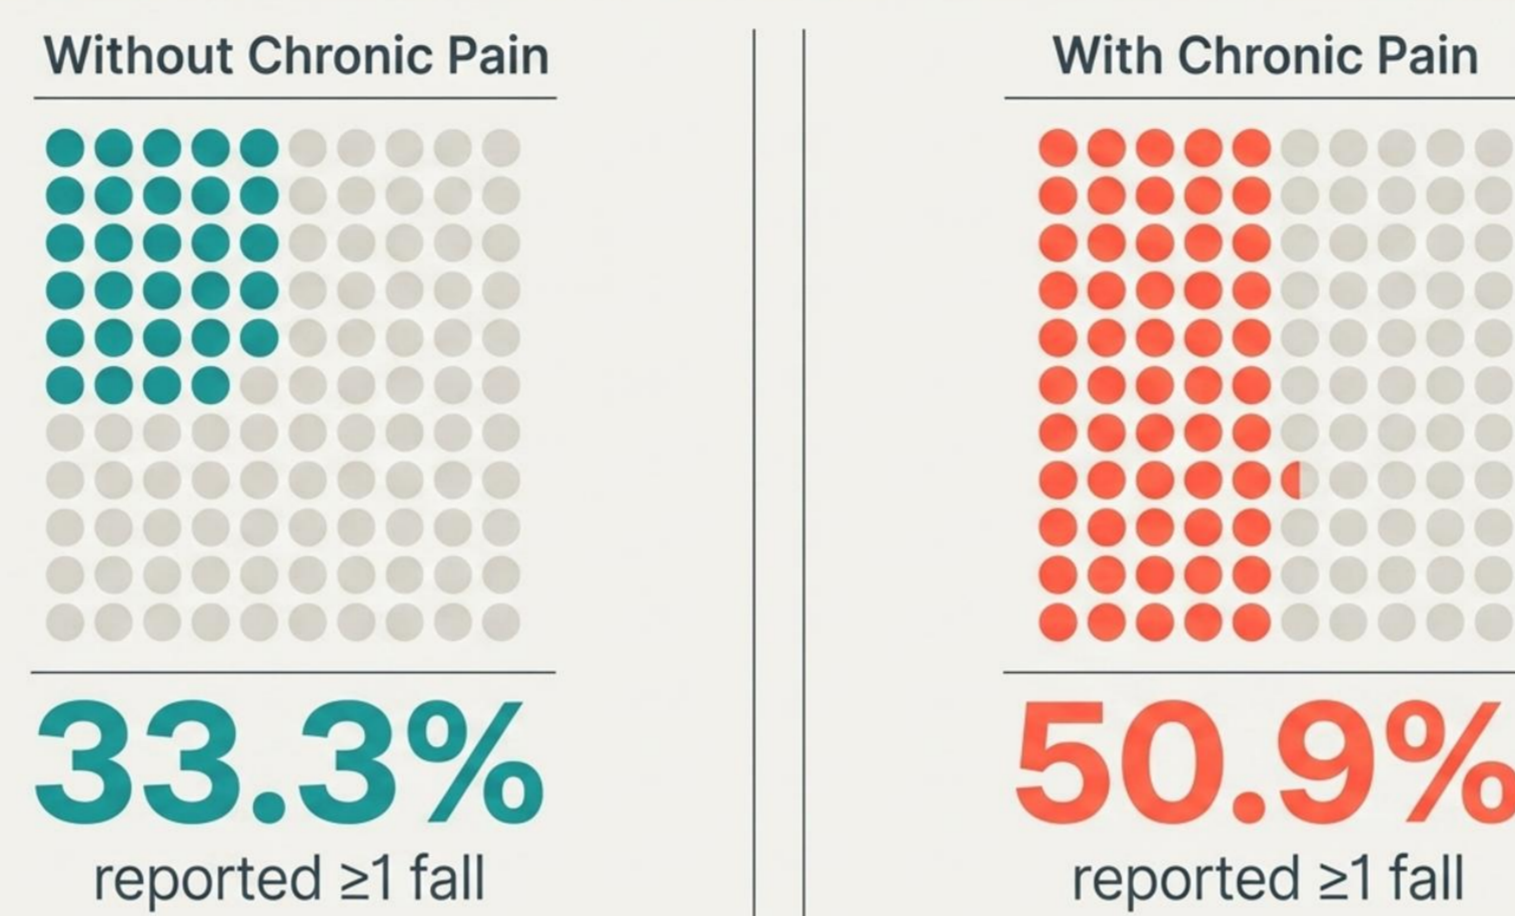 Without Chronic Pain
33.3%
reported ≥1 fall
With Chronic Pain
50.9%
reported ≥1 fall